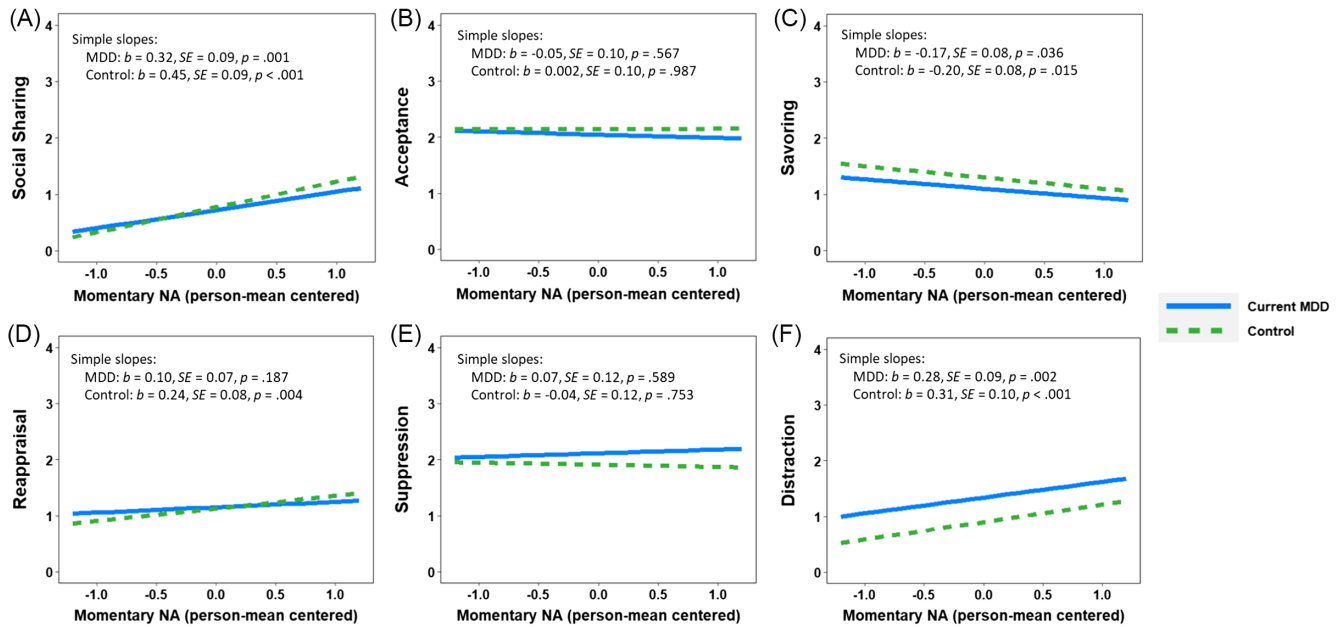 (A)
4
3
2
1
0
Social Sharing
Simple slopes:
MDD: b = 0.32, SE = 0.09, p = .001
Control: b = 0.45, SE = 0.09, p < .001
-1.0 -0.5 0.0 0.5 1.0
Momentary NA (person-mean centered)
(B)
4
3
2
1
0
Acceptance
Simple slopes:
MDD: b = -0.05, SE = 0.10, p = .567
Control: b = 0.002, SE = 0.10, p = .987
-1.0 -0.5 0.0 0.5 1.0
Momentary NA (person-mean centered)
(C)
4
3
2
1
0
Savoring
Simple slopes:
MDD: b = -0.17, SE = 0.08, p = .036
Control: b = -0.20, SE = 0.08, p = .015
-1.0 -0.5 0.0 0.5 1.0
Momentary NA (person-mean centered)
Current MDD
Control
(D)
4
3
2
1
0
Reappraisal
Simple slopes:
MDD: b = 0.10, SE = 0.07, p = .187
Control: b = 0.24, SE = 0.08, p = .004
-1.0 -0.5 0.0 0.5 1.0
Momentary NA (person-mean centered)
(E)
4
3
2
1
0
Suppression
Simple slopes:
MDD: b = 0.07, SE = 0.12, p = .589
Control: b = -0.04, SE = 0.12, p = .753
-1.0 -0.5 0.0 0.5 1.0
Momentary NA (person-mean centered)
(F)
4
3
2
1
0
Distraction
Simple slopes:
MDD: b = 0.28, SE = 0.09, p = .002
Control: b = 0.31, SE = 0.10, p < .001
-1.0 -0.5 0.0 0.5 1.0
Momentary NA (person-mean centered)